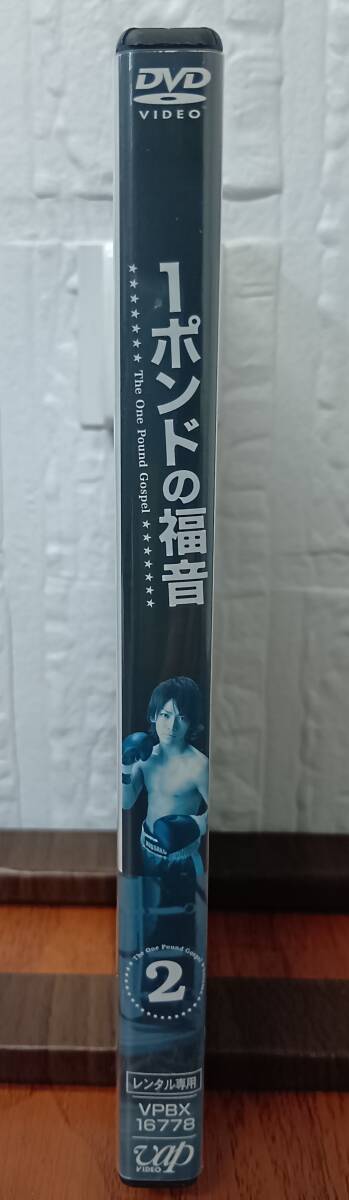 DVD
VIDEO
1ポンドの福音
★★★★★★★★ The One Pound Gospel ★★★★★★★★
The One Pound Gospel
2
レンタル専用
VPBX
16778
vap
VIDEO